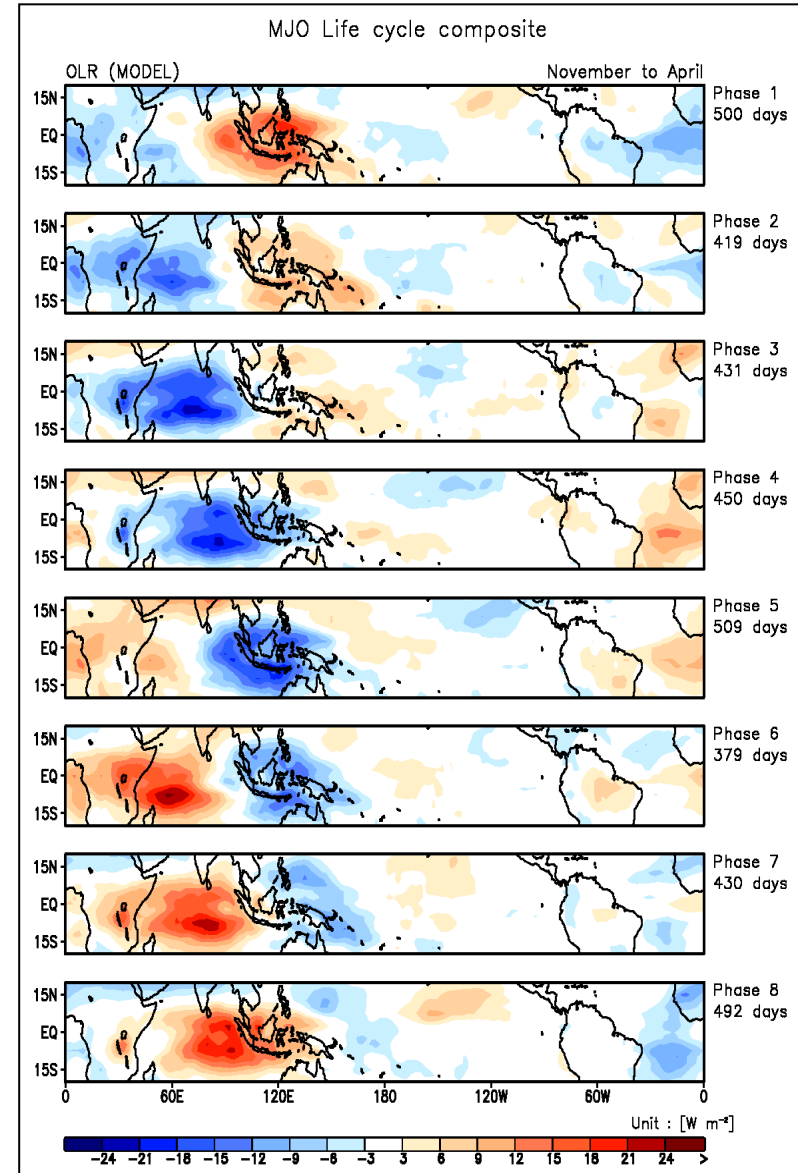 MJO Life cycle composite
OLR (MODEL) November to April
15N
EQ
15S
Phase 1
500 days
15N
EQ
15S
Phase 2
419 days
15N
EQ
15S
Phase 3
431 days
15N
EQ
15S
Phase 4
450 days
15N
EQ
15S
Phase 5
509 days
15N
EQ
15S
Phase 6
379 days
15N
EQ
15S
Phase 7
430 days
15N
EQ
15S
Phase 8
492 days
0 60E 120E 180 120W 60W 0
Unit : [W m⁻²]
-24 -21 -18 -15 -12 -9 -6 -3 3 6 9 12 15 18 21 24 >